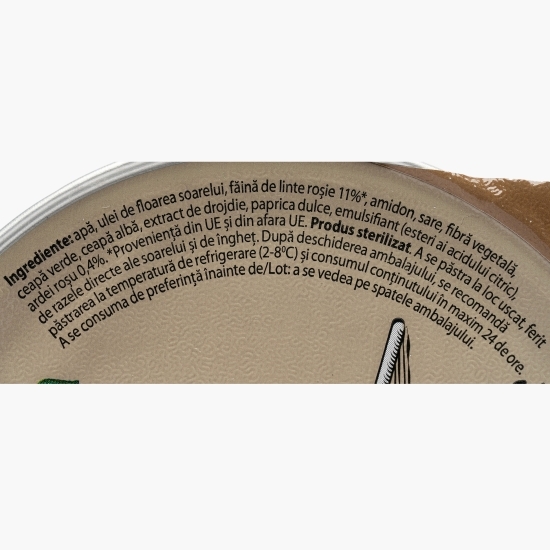 Ingrediente: apă, ulei de floarea soarelui, făină de linte roșie 11%*, amidon, sare, fibră vegetală,
ceapă verde, ceapă albă, extract de drojdie, paprica dulce, emulsifiant (esteri ai acidului citric),
ardei roșu 0,4%. *Proveniență din UE și din afara UE. Produs sterilizat. A se păstra la loc uscat, ferit
de razele directe ale soarelui și de îngheț. După deschiderea ambalajului, se recomandă
păstrarea la temperatură de refrigerare (2-8°C) și consumul conținutului în maxim 24 de ore.
A se consuma de preferință înainte de/Lot: a se vedea pe spatele ambalajului.